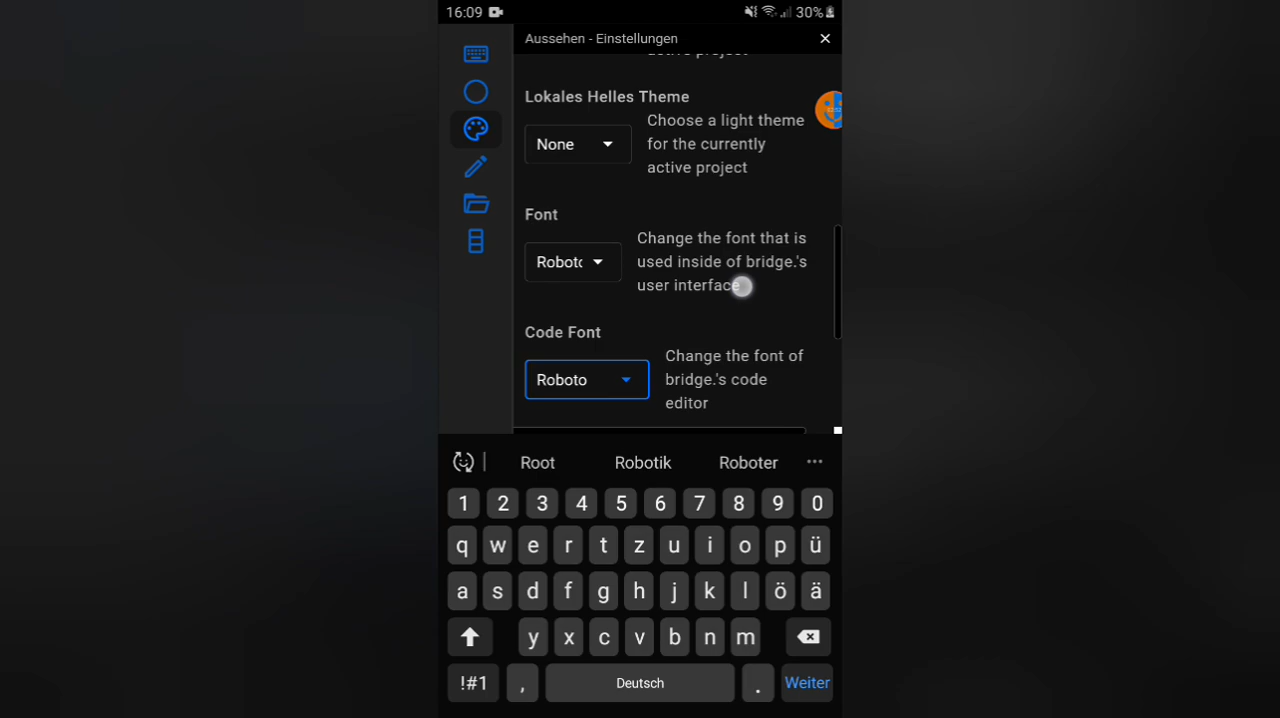 16:09 30%
Aussehen - Einstellungen
active project
Lokales Helles Theme
None
Choose a light theme
for the currently
active project
Font
Robot
Change the font that is
used inside of bridge.'s
user interface
Code Font
Roboto
Change the font of
bridge.'s code
editor
Root Robotik Roboter ...
1 2 3 4 5 6 7 8 9 0
q w e r t z u i o p ü
a s d f g h j k l ö ä
y x c v b n m
!#1 , Deutsch . Weiter